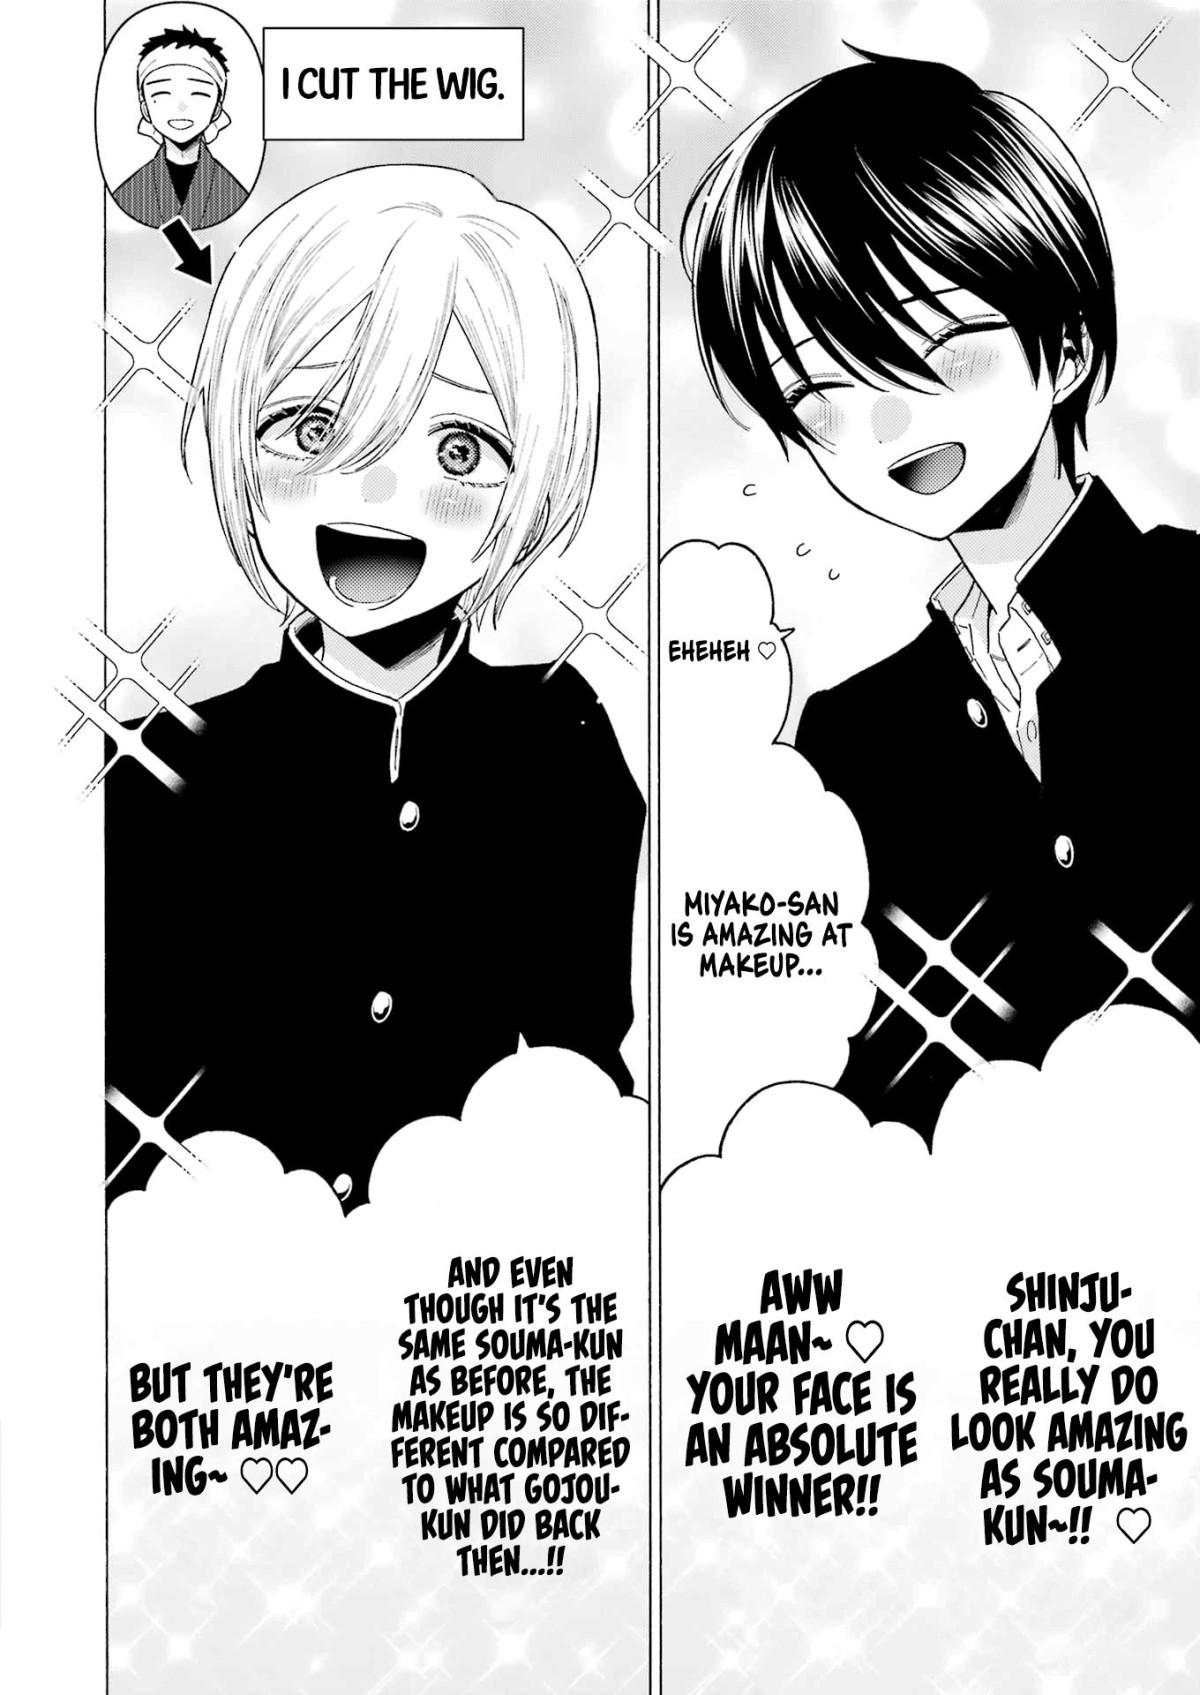 EHEHEH ♡
MIYAKO-SAN
IS AMAZING AT
MAKEUP...
SHINJU-
CHAN, YOU
REALLY DO
LOOK AMAZING
AS SOUMA-
KUN~!! ♡
AWW
MAAN~ ♡
YOUR FACE IS
AN ABSOLUTE
WINNER!!
I CUT THE WIG.
AND EVEN
THOUGH IT'S THE
SAME SOUMA-KUN
AS BEFORE, THE
MAKEUP IS SO DIF-
FERENT COMPARED
TO WHAT GOJOU-
KUN DID BACK
THEN...!!
BUT THEY'RE
BOTH AMAZ-
ING~ ♡♡